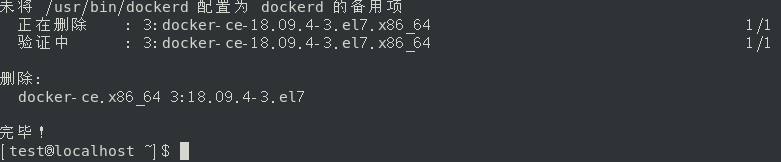 未将 /usr/bin/dockerd 配置为 dockerd 的备用项
正在删除    : 3:docker-ce-18.09.4-3.el7.x86_64    1/1
验证中      : 3:docker-ce-18.09.4-3.el7.x86_64    1/1
删除:
docker-ce.x86_64 3:18.09.4-3.el7
完毕！
[test@localhost ~]$